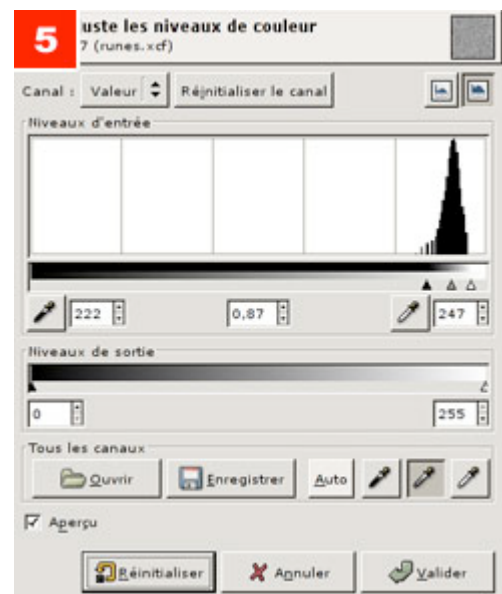 5
uste les niveaux de couleur
7 (runes.xcf)
Canal : Valeur Réinitialiser le canal
Niveaux d'entrée
222 0,87 247
Niveaux de sortie
0 255
Tous les canaux
Ouvrir Enregistrer Auto
Aperçu
Réinitialiser Annuler Valider